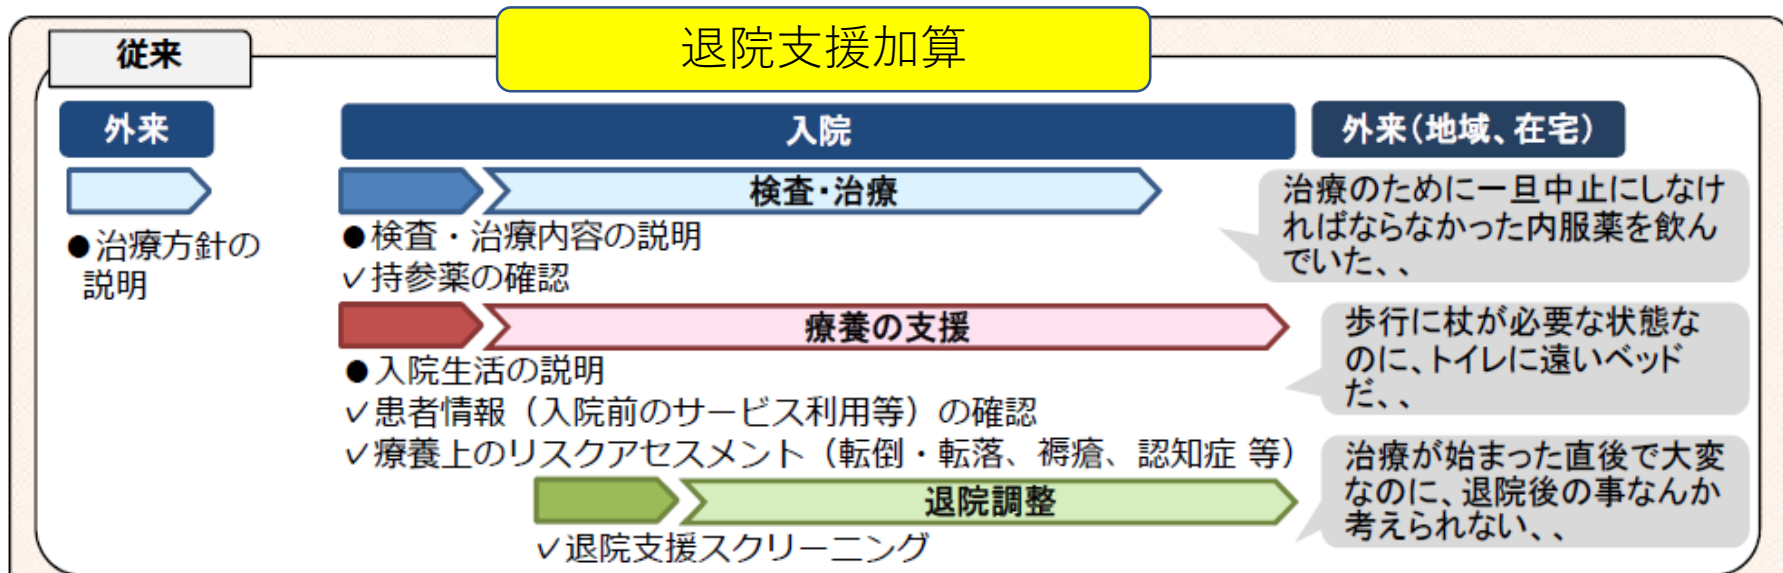 退院支援加算
従来
外来
入院
外来(地域、在宅)
検査・治療
●治療方針の
説明
●検査・治療内容の説明
✓持参薬の確認
治療のために一旦中止にしなけ
ればならなかった内服薬を飲ん
でいた、、
療養の支援
●入院生活の説明
✓患者情報（入院前のサービス利用等）の確認
✓療養上のリスクアセスメント（転倒・転落、褥瘡、認知症 等）
歩行に杖が必要な状態な
のに、トイレに遠いベッド
だ、、
退院調整
✓退院支援スクリーニング
治療が始まった直後で大変
なのに、退院後の事なんか
考えられない、、